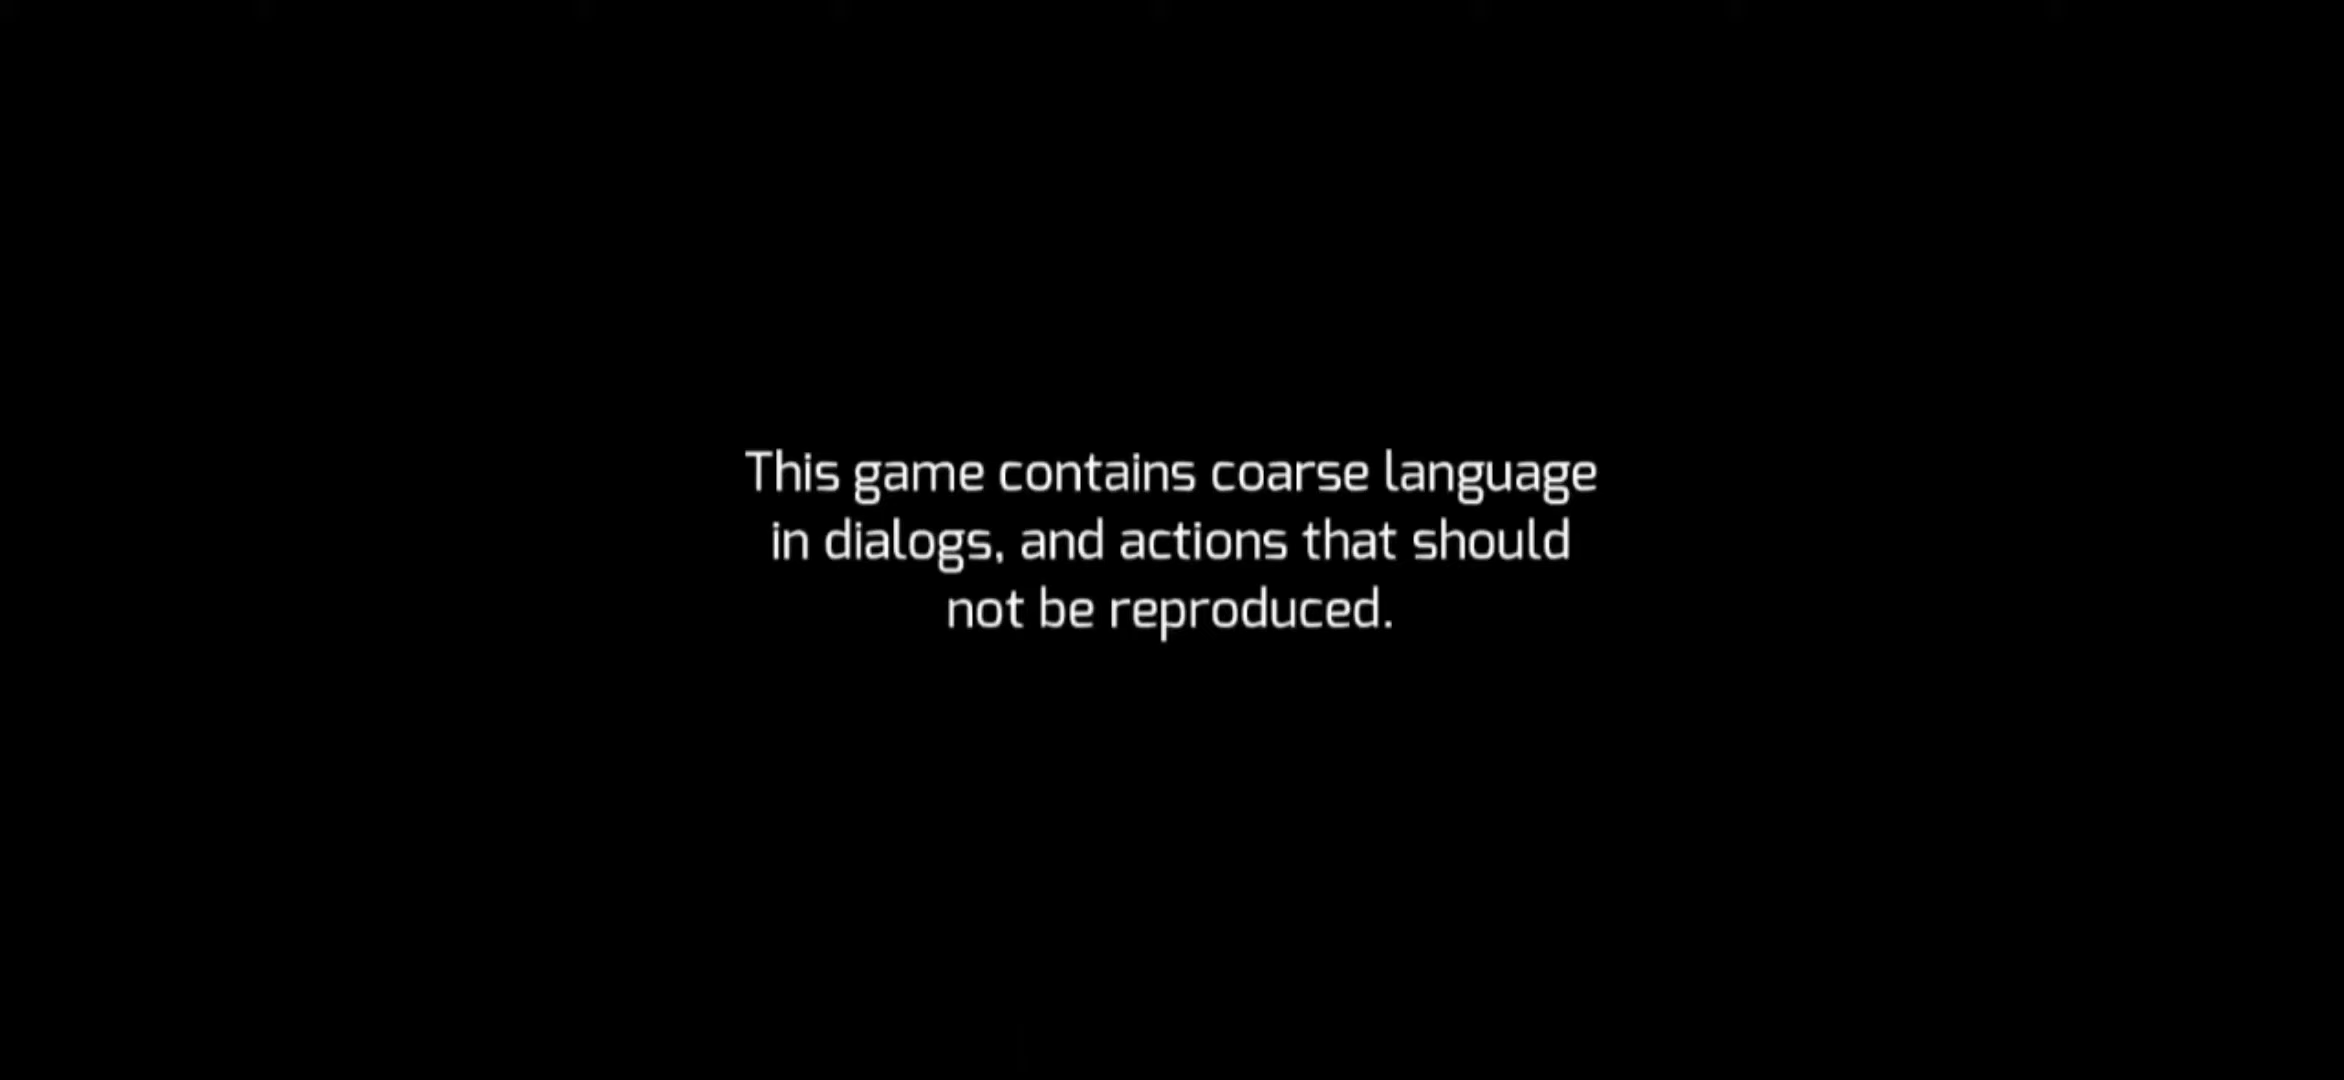 This game contains coarse language
in dialogs, and actions that should
not be reproduced.